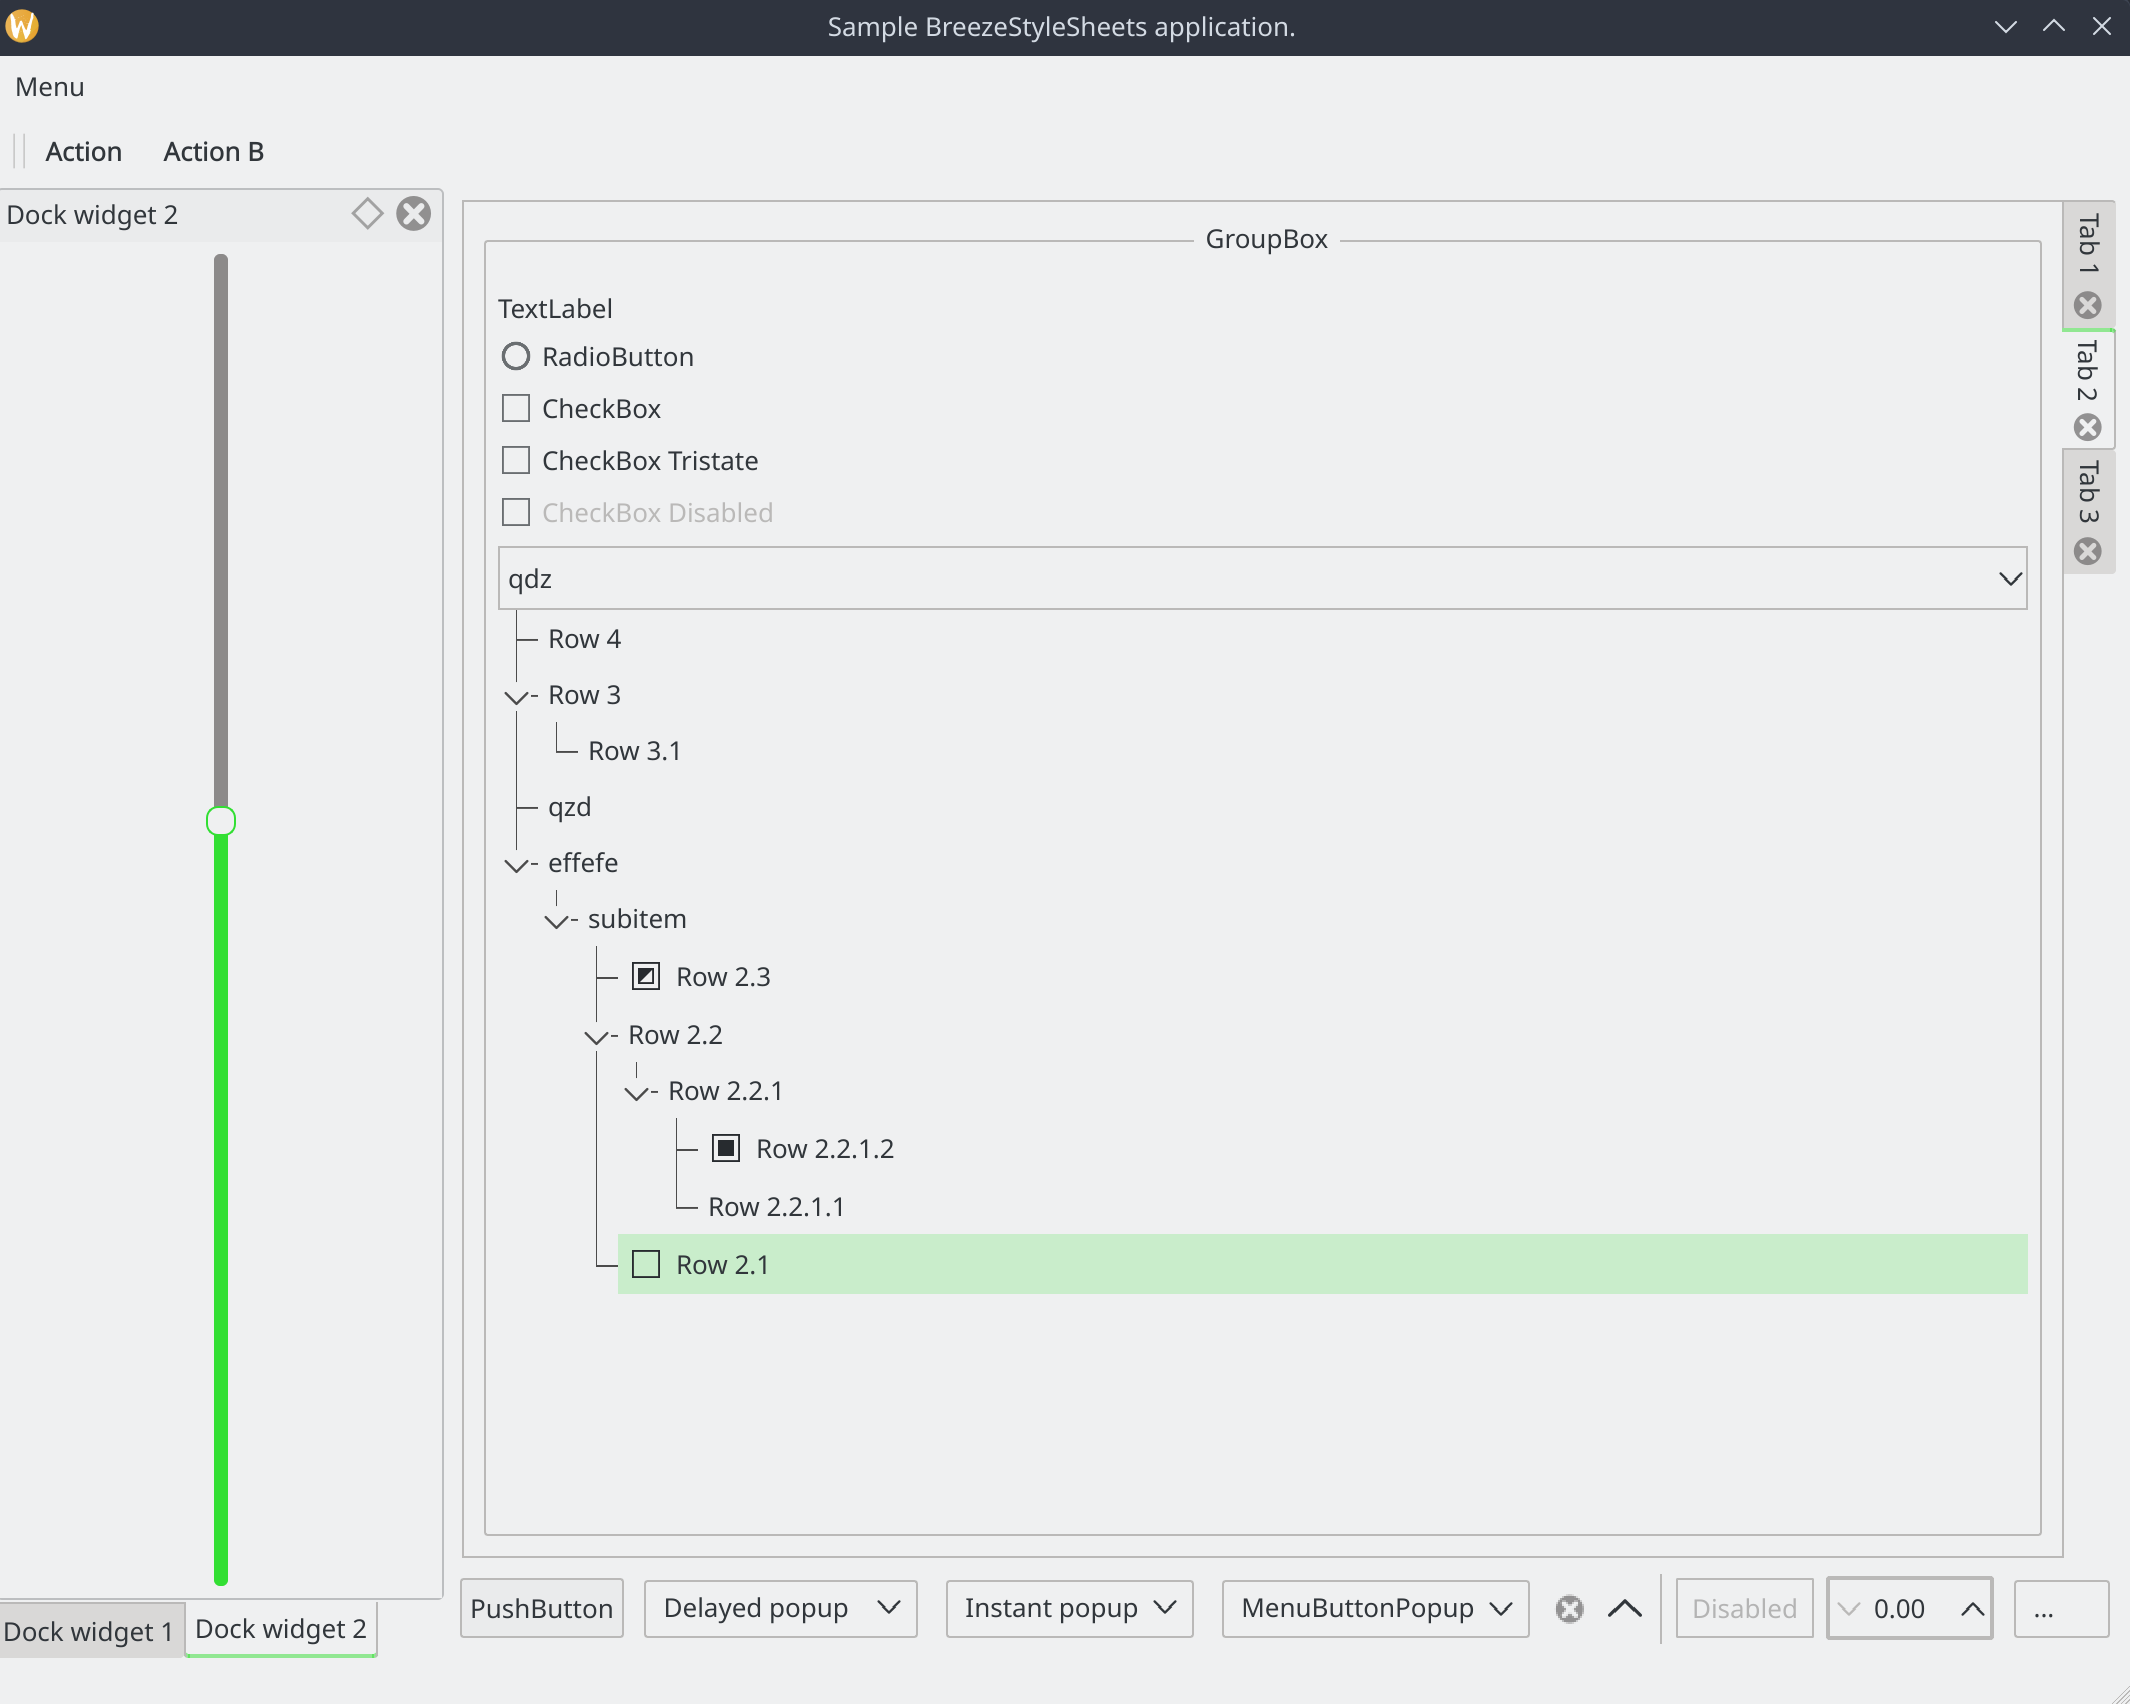 Sample BreezeStyleSheets application.
Menu
Action Action B
Dock widget 2
GroupBox
TextLabel
RadioButton
CheckBox
CheckBox Tristate
CheckBox Disabled
qdz
Row 4
Row 3
Row 3.1
qzd
effefe
subitem
Row 2.3
Row 2.2
Row 2.2.1
Row 2.2.1.2
Row 2.2.1.1
Row 2.1
Tab 1
Tab 2
Tab 3
Dock widget 1 Dock widget 2
PushButton Delayed popup Instant popup MenuButtonPopup Disabled 0.00 ...